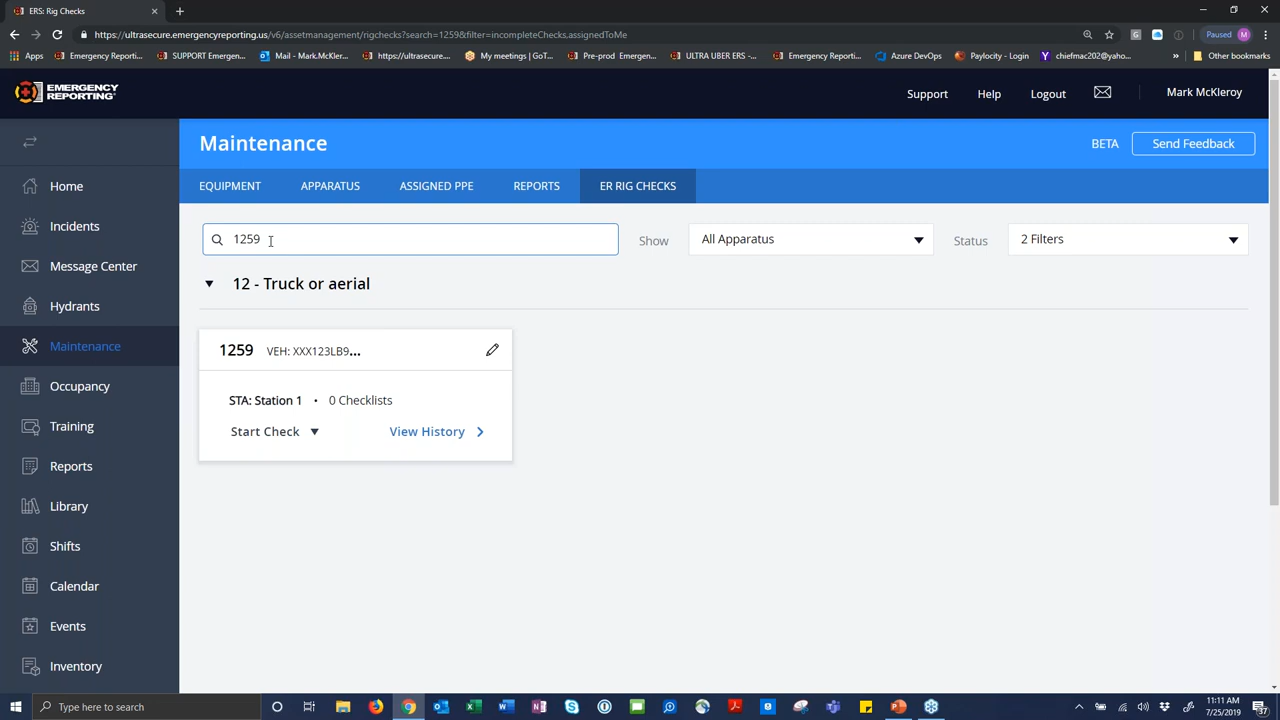 ERS: Rig Checks
https://ultrasecure.emergencyreporting.us/v6/assetmanagement/rigchecks?search=1259&filter=incompleteChecks,assignedToMe
Paused
M
Apps
Emergency Reporti...
SUPPORT Emergen...
Mail - Mark.McKler...
https://ultrasecure....
My meetings | GoT...
Pre-prod Emergen...
ULTRA UBER ERS -...
Emergency Reporti...
Azure DevOps
Paylocity - Logon
chiefmac202@yaho...
»
Other bookmarks
EMERGENCY
REPORTING™
Support
Help
Logout
Mark McKleroy
Maintenance
BETA
Send Feedback
EQUIPMENT
APPARATUS
ASSIGNED PPE
REPORTS
ER RIG CHECKS
1259
Show
All Apparatus
Status
2 Filters
12 - Truck or aerial
1259
VEH: XXX123LB9...
STA: Station 1 • 0 Checklists
Start Check
View History
Home
Incidents
Message Center
Hydrants
Maintenance
Occupancy
Training
Reports
Library
Shifts
Calendar
Events
Inventory
Type here to search
11:11 AM
7/25/2019
37